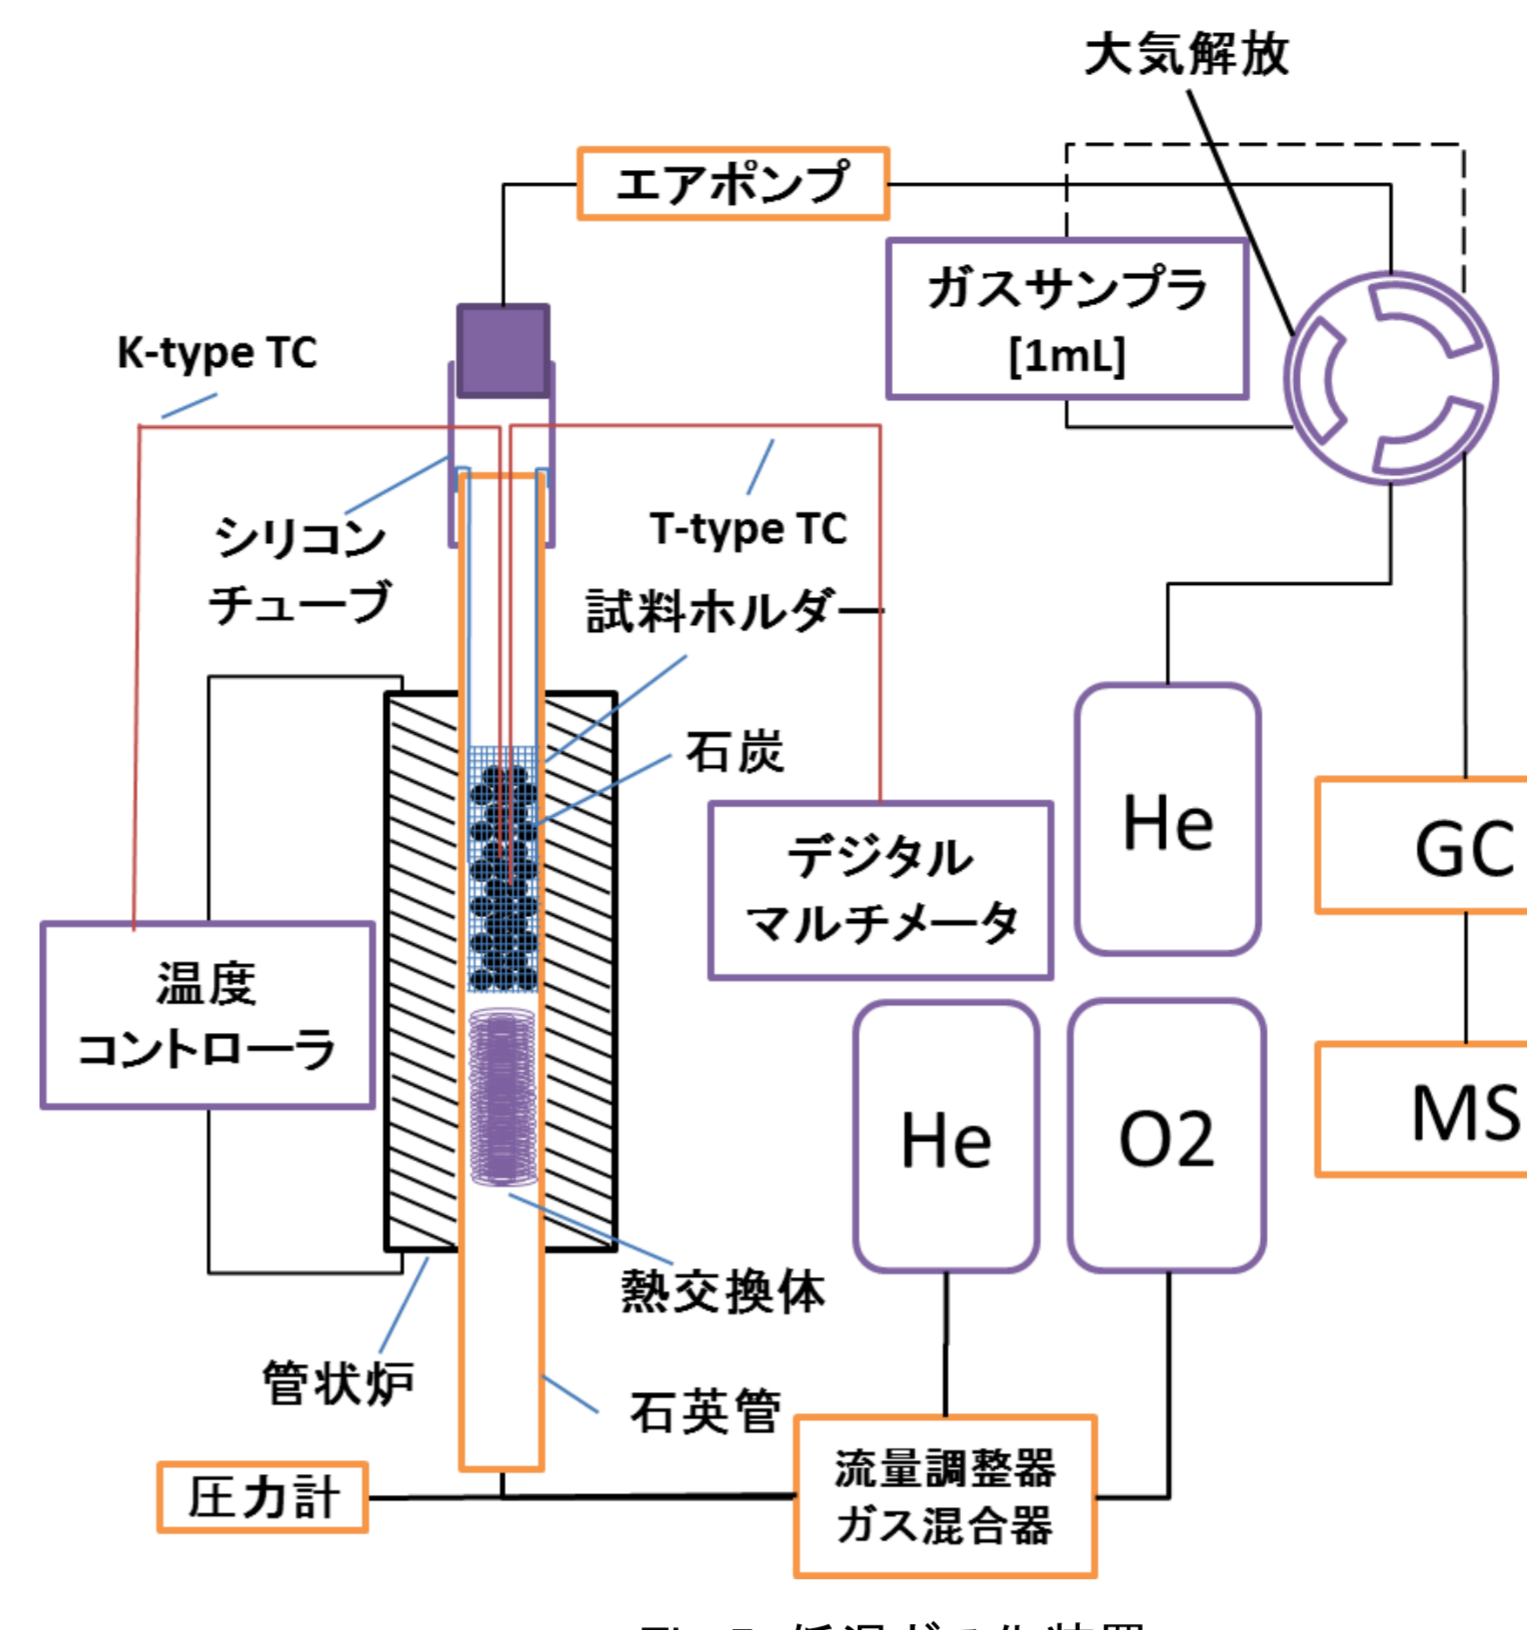 大気解放
エアポンプ
ガスサンプラ
[1mL]
K-type TC
シリコン
チューブ
T-type TC
試料ホルダー
石炭
デジタル
マルチメータ
He
GC
温度
コントローラ
He
O2
MS
熱交換体
管状炉
石英管
圧力計
流量調整器
ガス混合器